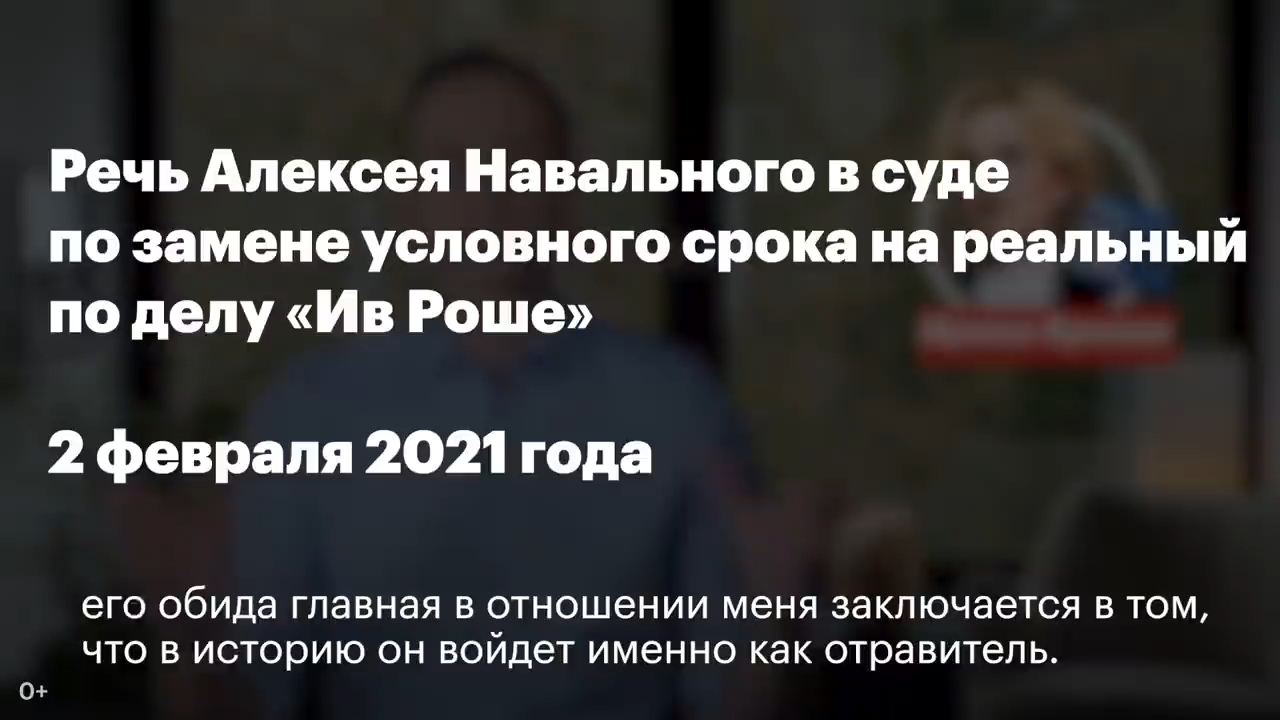 Речь Алексея Навального в суде
по замене условного срока на реальный
по делу «Ив Роше»
2 февраля 2021 года
его обида главная в отношении меня заключается в том,
что в историю он войдет именно как отравитель.
0+